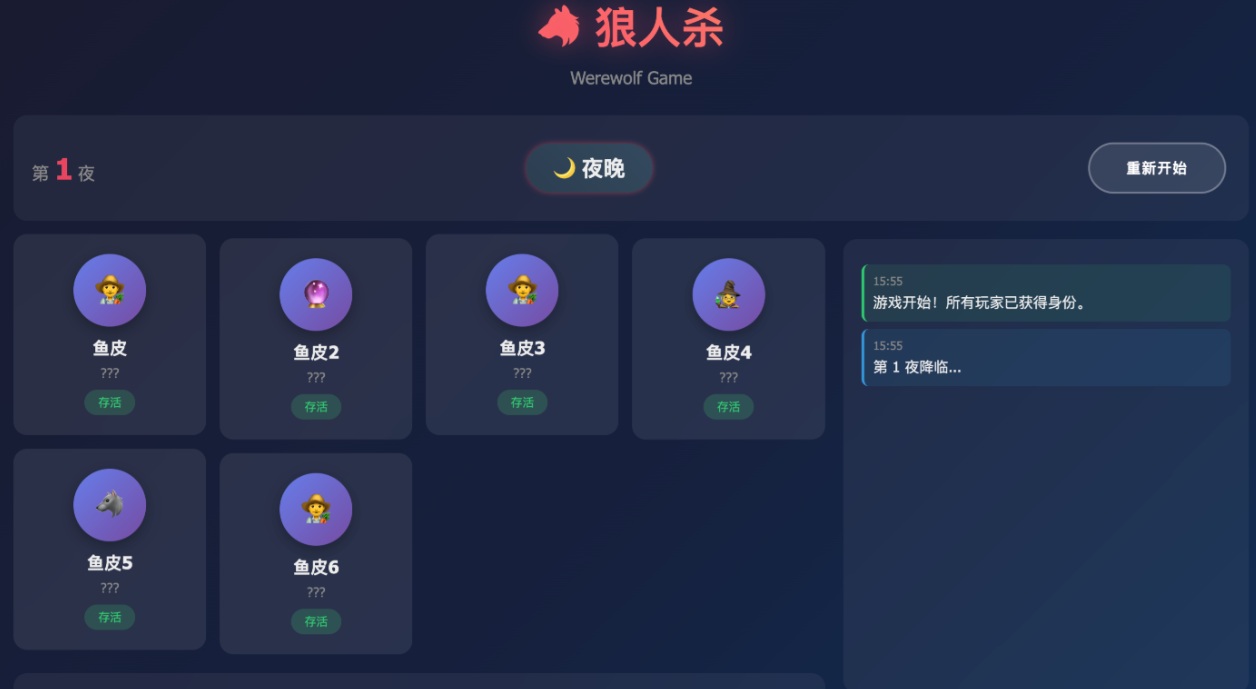 狼人杀
Werewolf Game
第 1 夜
夜晚
重新开始
鱼皮
???
存活
鱼皮2
???
存活
鱼皮3
???
存活
鱼皮4
???
存活
鱼皮5
???
存活
鱼皮6
???
存活
15:55
游戏开始！所有玩家已获得身份。
15:55
第 1 夜降临...